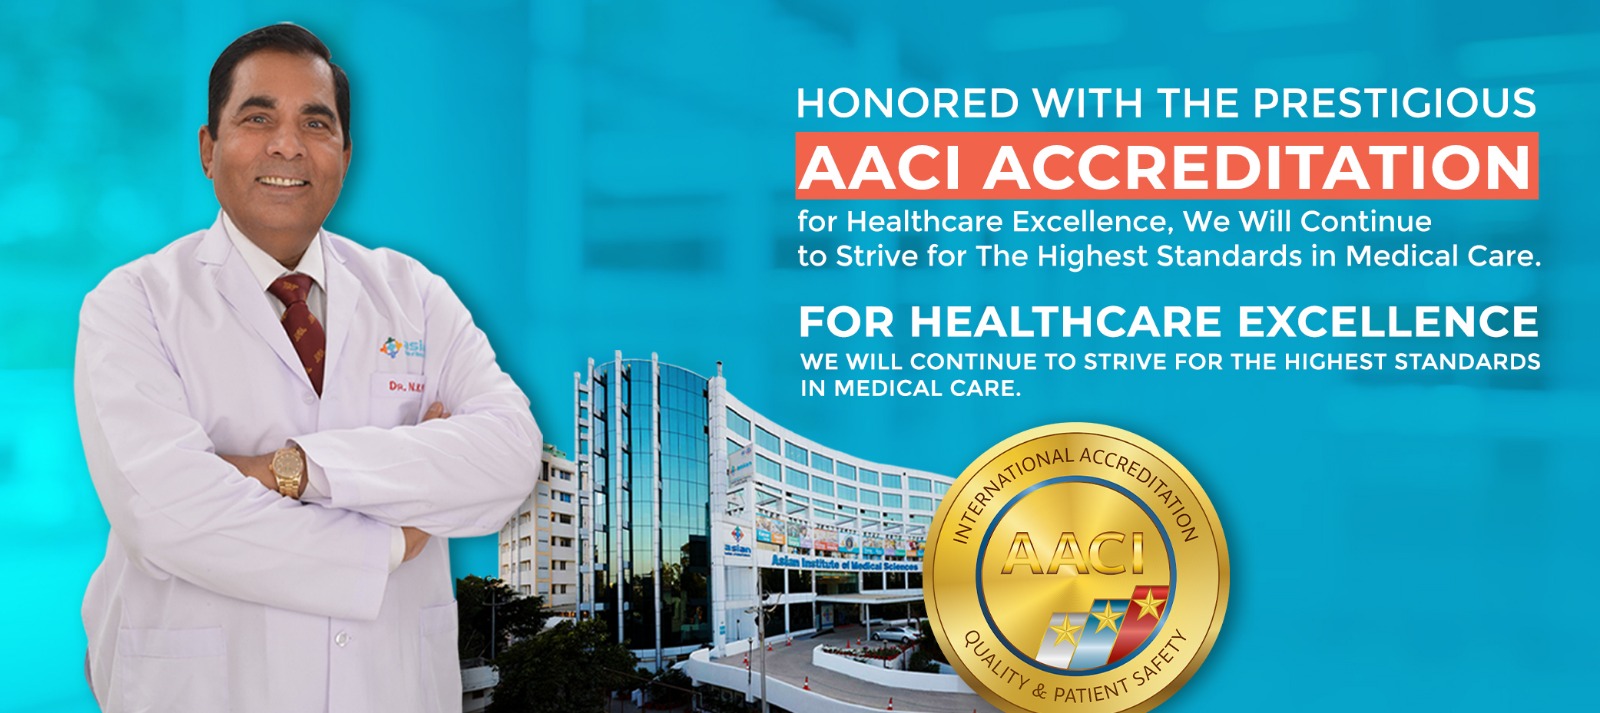 HONORED WITH THE PRESTIGIOUS
AACI ACCREDITATION
for Healthcare Excellence, We Will Continue
to Strive for The Highest Standards in Medical Care.
FOR HEALTHCARE EXCELLENCE
WE WILL CONTINUE TO STRIVE FOR THE HIGHEST STANDARDS
IN MEDICAL CARE.
asian
Asian Institute of Medical Sciences
INTERNATIONAL ACCREDITATION
AACI
QUALITY & PATIENT SAFETY